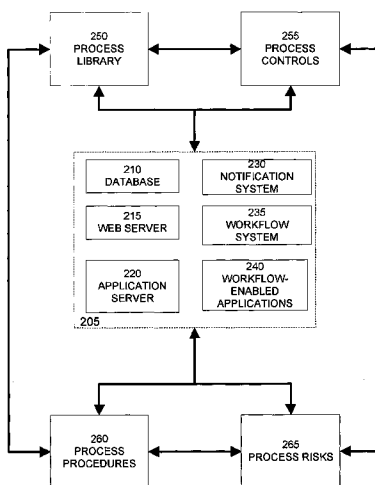 250
PROCESS
LIBRARY
255
PROCESS
CONTROLS
210
DATABASE
230
NOTIFICATION
SYSTEM
215
WEB SERVER
235
WORKFLOW
SYSTEM
220
APPLICATION
SERVER
240
WORKFLOW-
ENABLED
APPLICATIONS
205
260
PROCESS
PROCEDURES
265
PROCESS RISKS